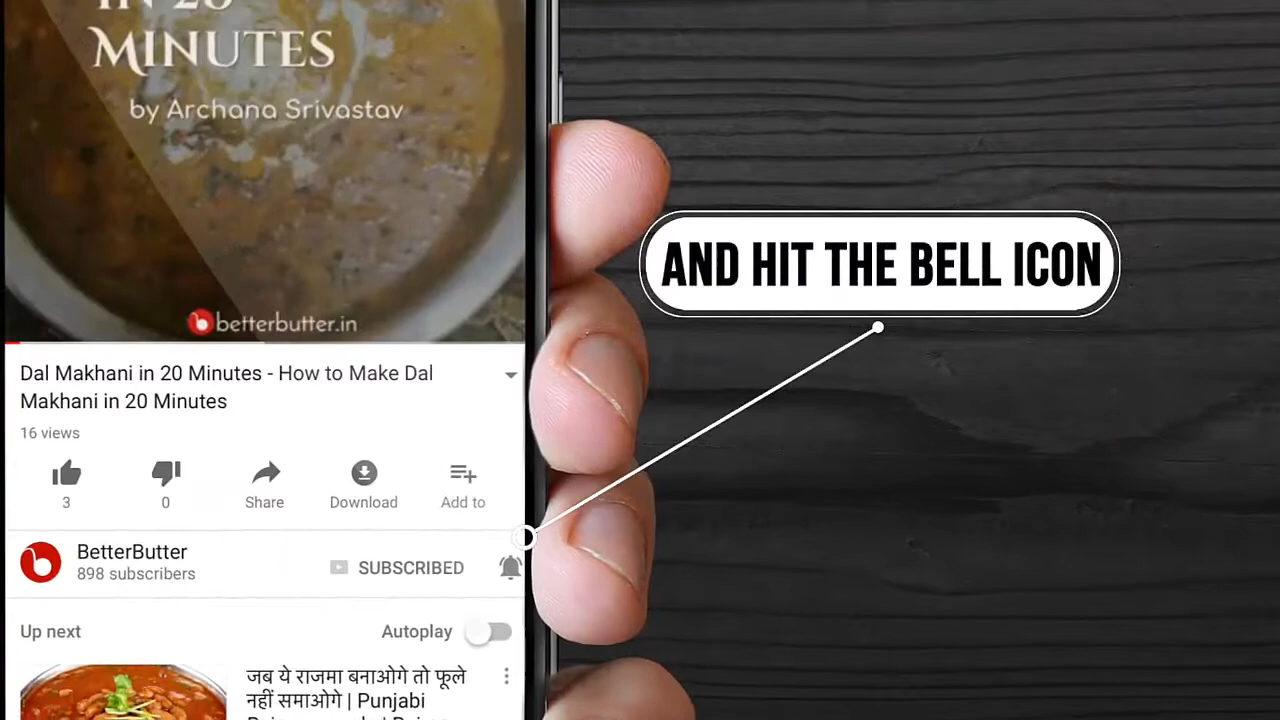 IN 20
MINUTES
by Archana Srivastav
betterbutter.in
AND HIT THE BELL ICON
Dal Makhani in 20 Minutes - How to Make Dal
Makhani in 20 Minutes
16 views
3
0
Share
Download
Add to
BetterButter
898 subscribers
SUBSCRIBED
Up next
Autoplay
जब ये राजमा बनाओगे तो फूले
नहीं समाओगे | Punjabi